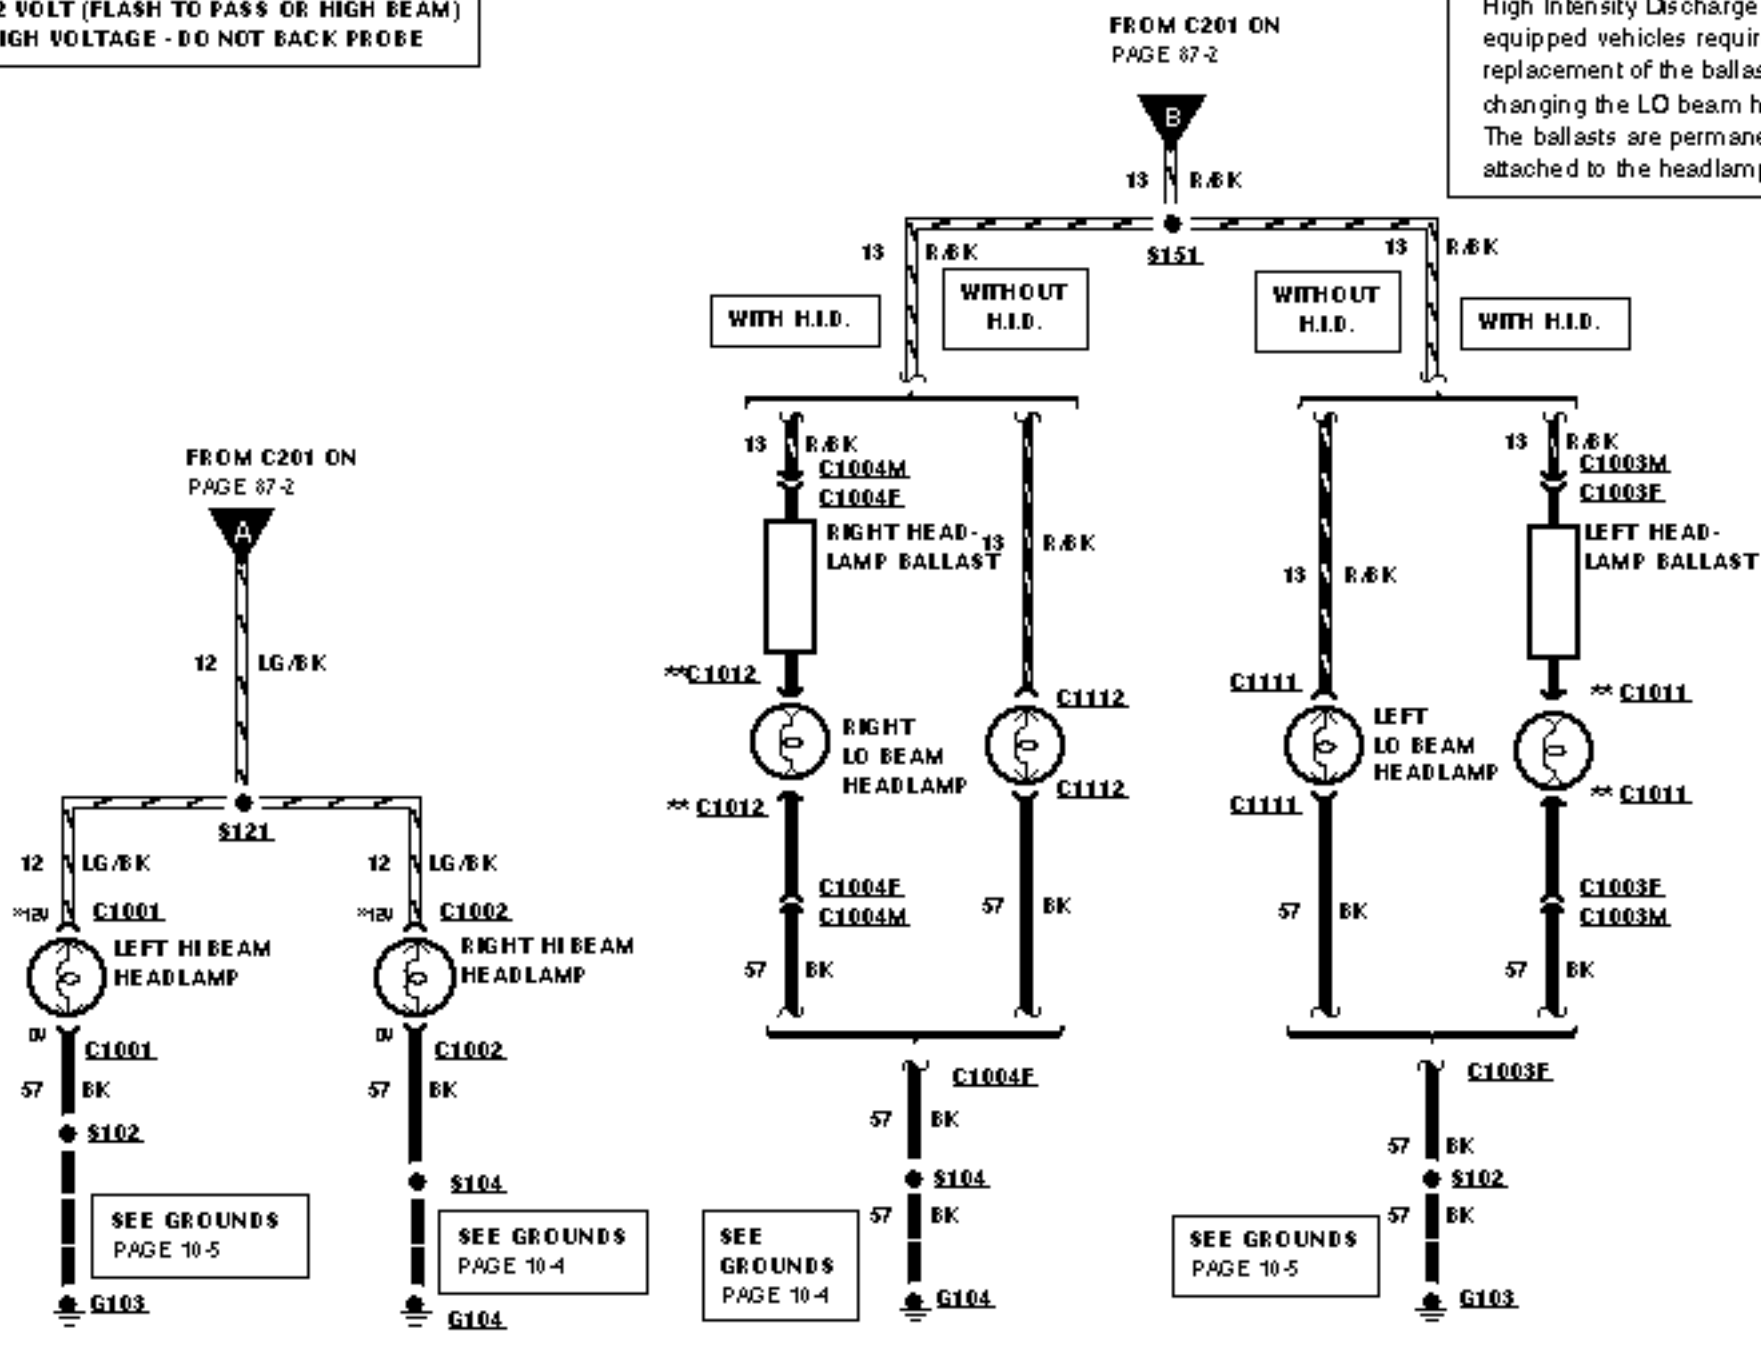 VOLT (FLASH TO PASS OR HIGH BEAM)
VOLTAGE - DO NOT BACK PROBE
FROM C201 ON
PAGE 87-2
High Intensity Discharge
equipped vehicles
replacement of the
changing the LO beam
The ballasts are
attached to the
B
13 R/BK
S151
13 R/BK
13 R/BK
WITH H.I.D.
WITHOUT
H.I.D.
WITHOUT
H.I.D.
WITH H.I.D.
FROM C201 ON
PAGE 87-2
A
12 LG/BK
S121
12 LG/BK
12 LG/BK
*12V C1001
*12V C1002
LEFT HI BEAM
HEADLAMP
RIGHT HI BEAM
HEADLAMP
0V C1001
0V C1002
57 BK
57 BK
S102
S104
SEE GROUNDS
PAGE 10-5
SEE GROUNDS
PAGE 10-4
G103
G104
13 R/BK
C1004M
C1004F
RIGHT HEAD-
LAMP BALLAST
13 R/BK
**C1012
C1112
RIGHT
LO BEAM
HEADLAMP
** C1012
C1112
C1004F
C1004M
57 BK
57 BK
C1004F
57 BK
S104
57 BK
SEE
GROUNDS
PAGE 10-4
G104
13 R/BK
C1003M
C1003F
LEFT HEAD-
LAMP BALLAST
13 R/BK
C1111
** C1011
LEFT
LO BEAM
HEADLAMP
C1111
** C1011
C1003F
C1003M
57 BK
57 BK
C1003F
57 BK
S102
57 BK
SEE GROUNDS
PAGE 10-5
G103